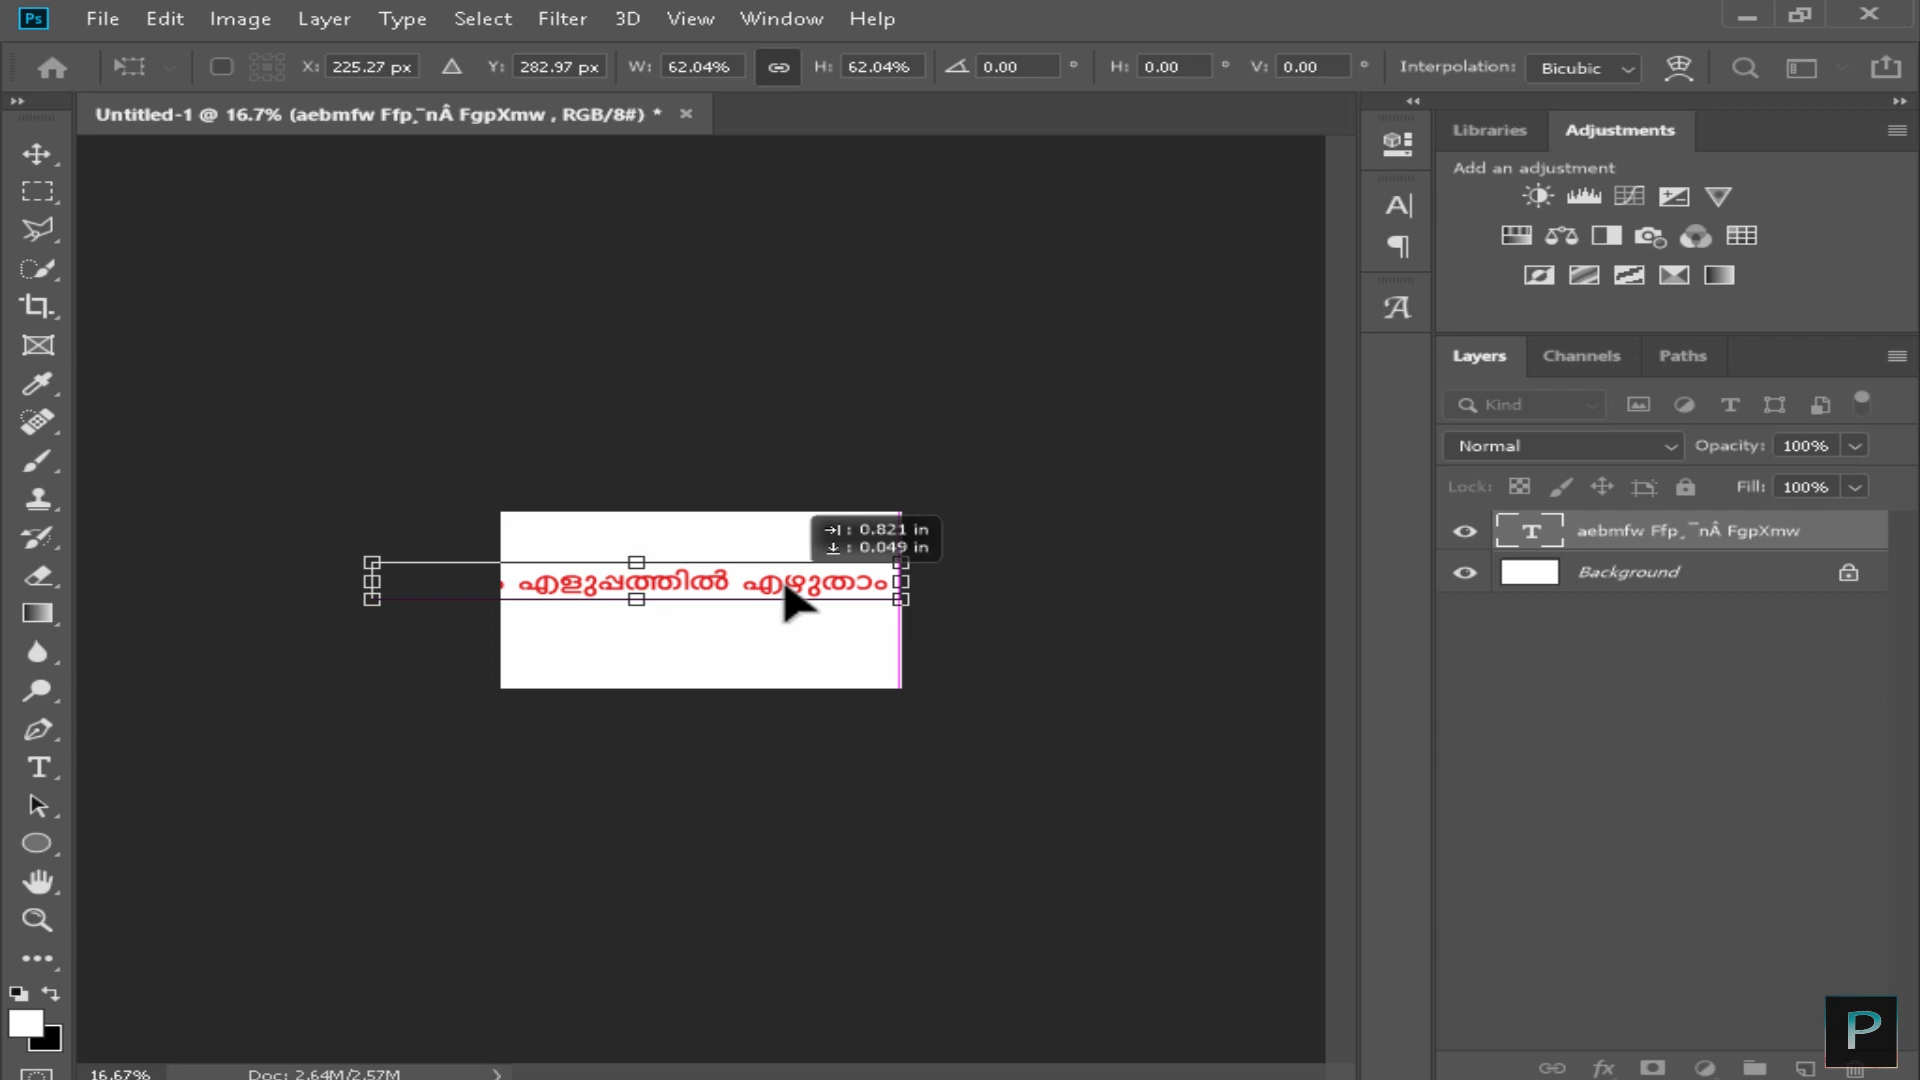 Ps File Edit Image Layer Type Select Filter 3D View Window Help
X: 225.27 px Y: 282.97 px W: 62.04% H: 62.04% 0.00 ° H: 0.00 ° V: 0.00 ° Interpolation: Bicubic
Untitled-1 @ 16.7% (aebmfw Ffp¸¯nÂ FgpXmw , RGB/8#) *
Libraries Adjustments
Add an adjustment
Layers Channels Paths
Kind
Normal Opacity: 100%
Lock: Fill: 100%
: 0.821 in
: 0.049 in
എളുപ്പത്തിൽ എഴുതാം
aebmfw Ffp¸¯nÂ FgpXmw
Background
P
16.67% Doc: 2.64M/2.57M